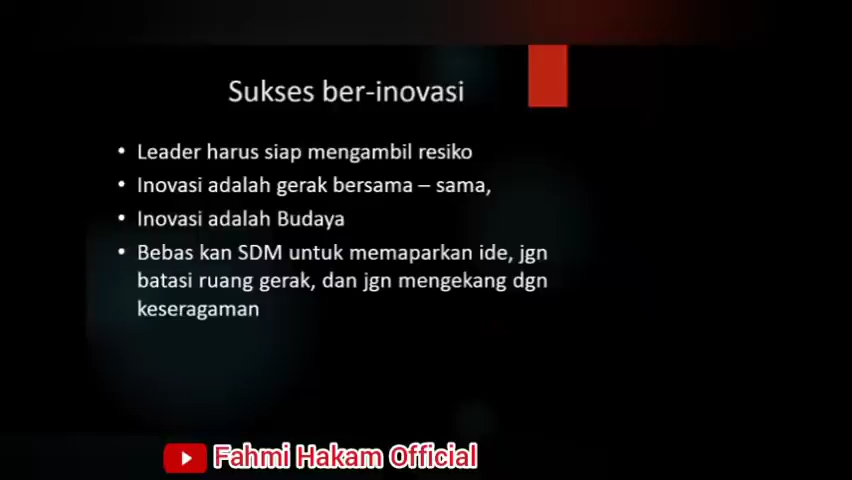 Sukses ber-inovasi
• Leader harus siap mengambil resiko
• Inovasi adalah gerak bersama – sama,
• Inovasi adalah Budaya
• Bebas kan SDM untuk memaparkan ide, jgn
batasi ruang gerak, dan jgn mengekang dgn
keseragaman
Fahmi Hakam Official